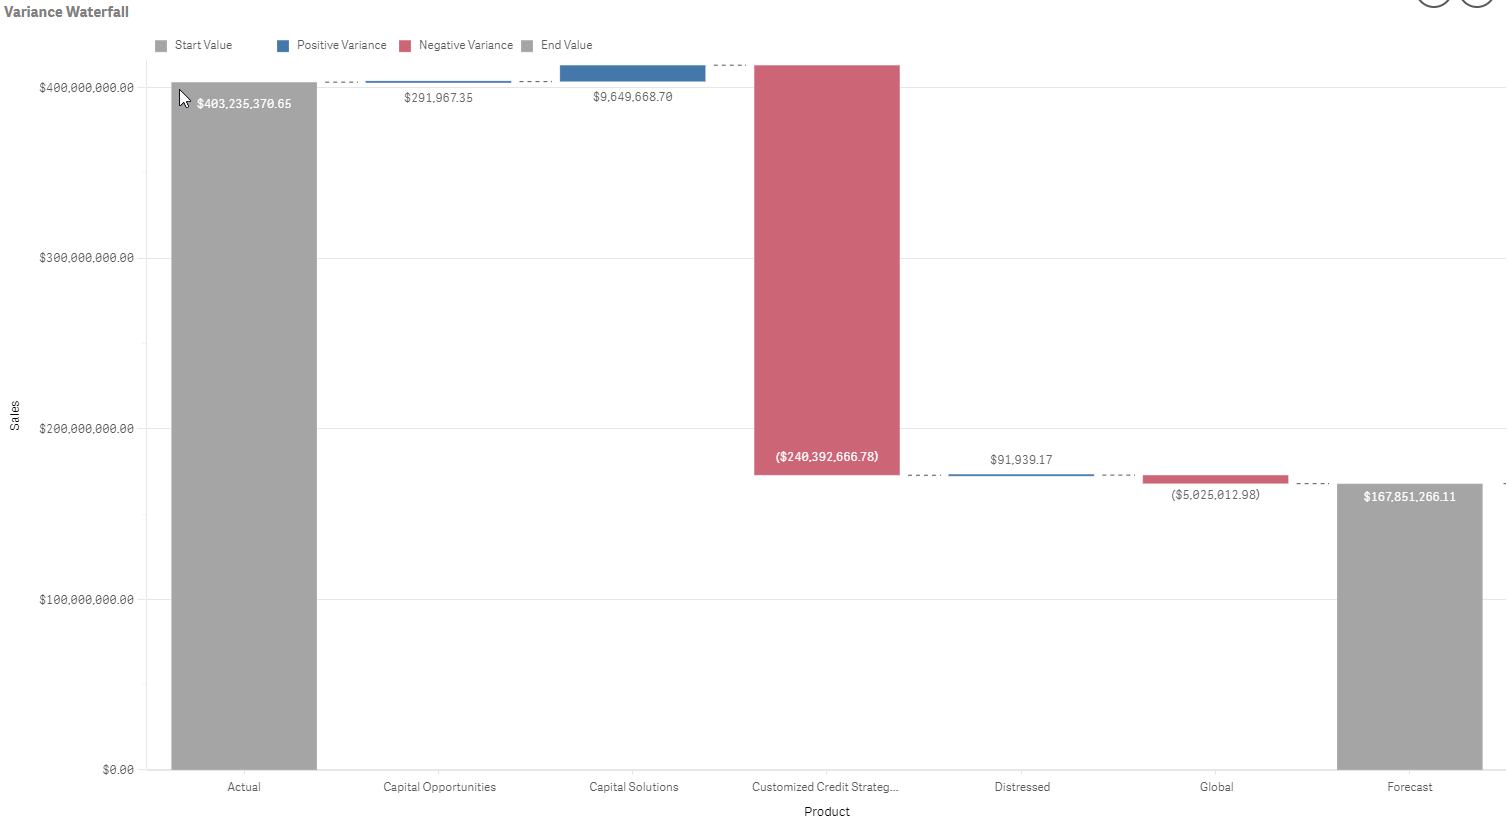 Variance Waterfall
Start Value Positive Variance Negative Variance End Value
$400,000,000.00
$300,000,000.00
$200,000,000.00
$100,000,000.00
$0.00
Sales
$403,235,370.65
$291,967.35
$9,649,668.70
($240,392,666.78)
$91,939.17
($5,025,012.98)
$167,851,266.11
Actual Capital Opportunities Capital Solutions Customized Credit Strateg... Distressed Global Forecast
Product